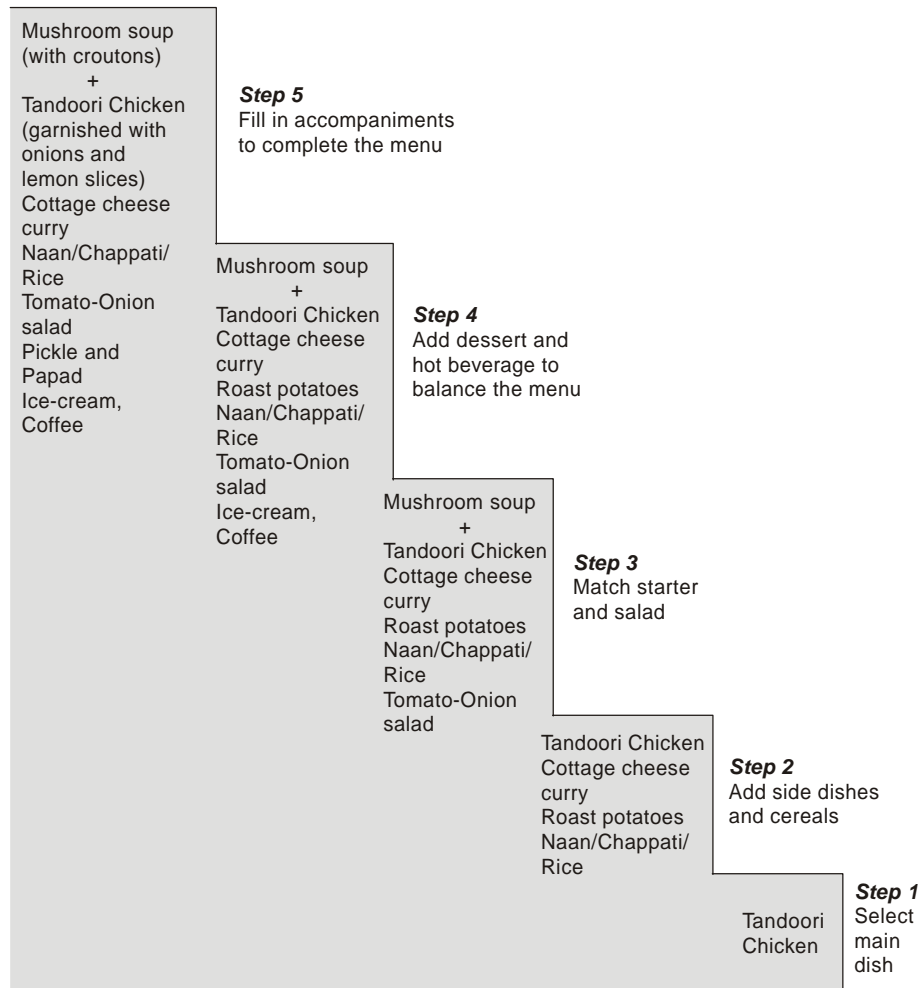 Mushroom soup
(with croutons)
+
Tandoori Chicken
(garnished with
onions and
lemon slices)
Cottage cheese
curry
Naan/Chappati/
Rice
Tomato-Onion
salad
Pickle and
Papad
Ice-cream,
Coffee
Step 5
Fill in accompaniments
to complete the menu
Mushroom soup
+
Tandoori Chicken
Cottage cheese
curry
Roast potatoes
Naan/Chappati/
Rice
Tomato-Onion
salad
Ice-cream,
Coffee
Step 4
Add dessert and
hot beverage to
balance the menu
Mushroom soup
+
Tandoori Chicken
Cottage cheese
curry
Roast potatoes
Naan/Chappati/
Rice
Tomato-Onion
salad
Step 3
Match starter
and salad
Tandoori Chicken
Cottage cheese
curry
Roast potatoes
Naan/Chappati/
Rice
Step 2
Add side dishes
and cereals
Tandoori
Chicken
Step 1
Select
main
dish